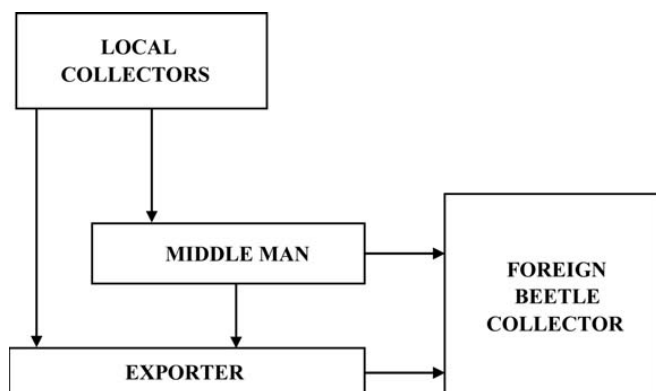 LOCAL
COLLECTORS
MIDDLE MAN
FOREIGN
BEETLE
COLLECTOR
EXPORTER